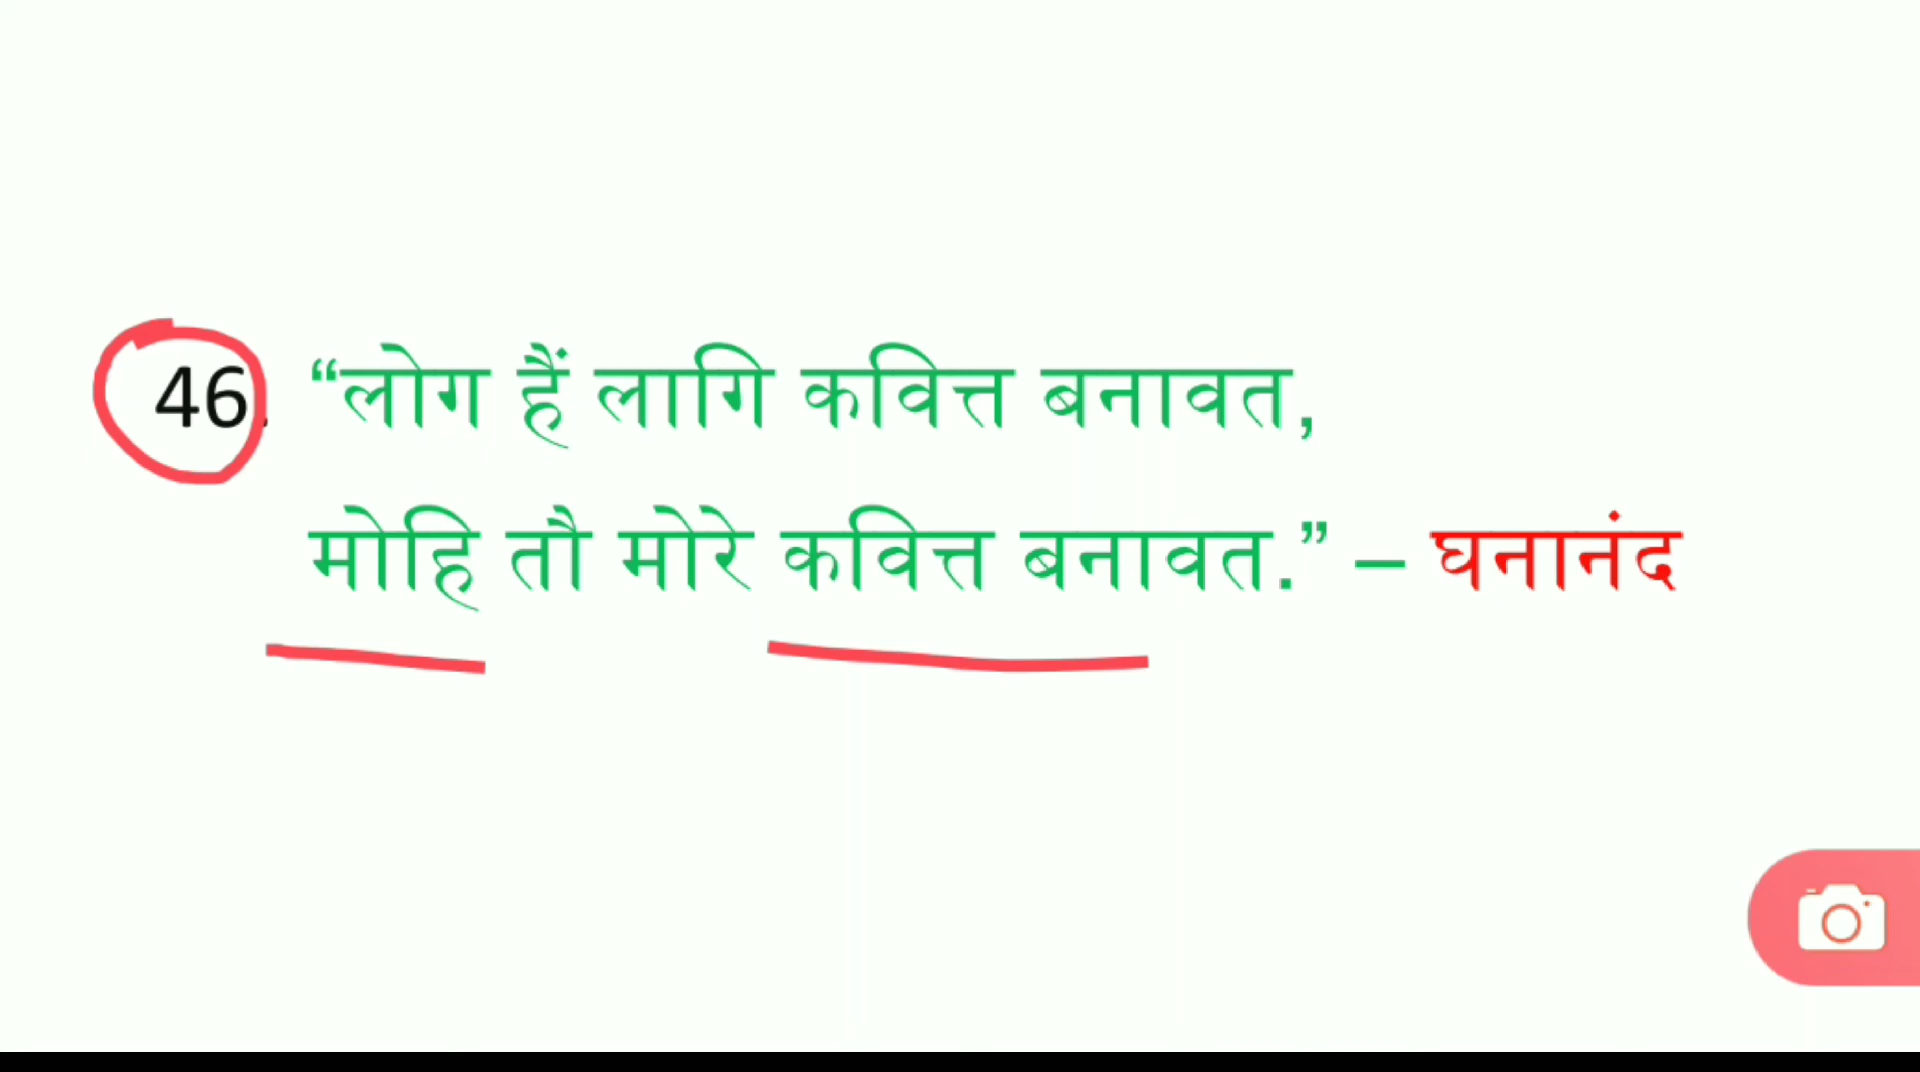 46. “लोग हैं लागि कवित्त बनावत,
मोहि तौ मोरे कवित्त बनावत.” – घनानंद